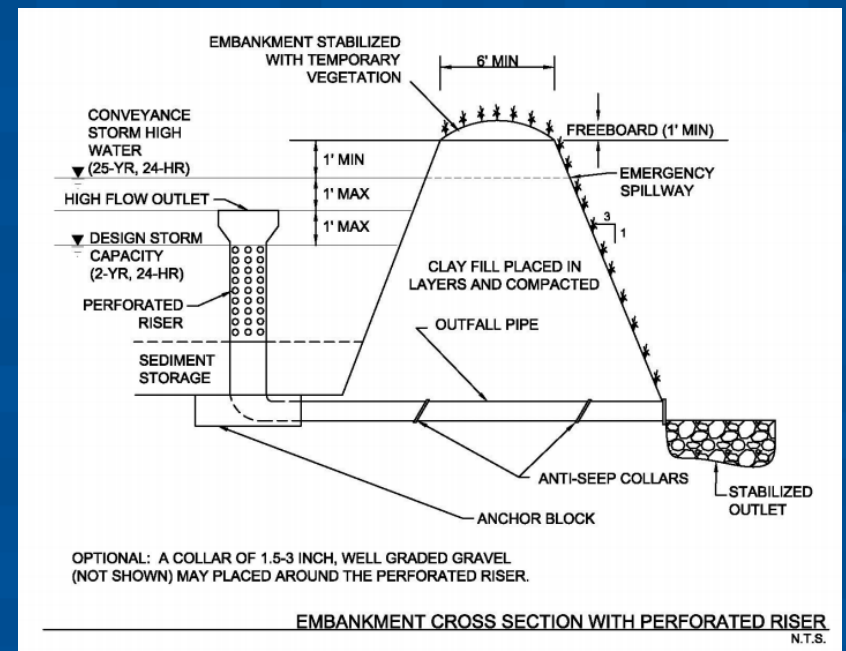 EMBANKMENT STABILIZED
WITH TEMPORARY
VEGETATION
6' MIN
CONVEYANCE
STORM HIGH
WATER
(25-YR, 24-HR)
FREEBOARD (1' MIN)
1' MIN
EMERGENCY
SPILLWAY
1' MAX
HIGH FLOW OUTLET
1' MAX
3
1
DESIGN STORM
CAPACITY
(2-YR, 24-HR)
CLAY FILL PLACED IN
LAYERS AND COMPACTED
PERFORATED
RISER
OUTFALL PIPE
SEDIMENT
STORAGE
ANTI-SEEP COLLARS
STABILIZED
OUTLET
ANCHOR BLOCK
OPTIONAL: A COLLAR OF 1.5-3 INCH, WELL GRADED GRAVEL
(NOT SHOWN) MAY PLACED AROUND THE PERFORATED RISER.
EMBANKMENT CROSS SECTION WITH PERFORATED RISER
N.T.S.